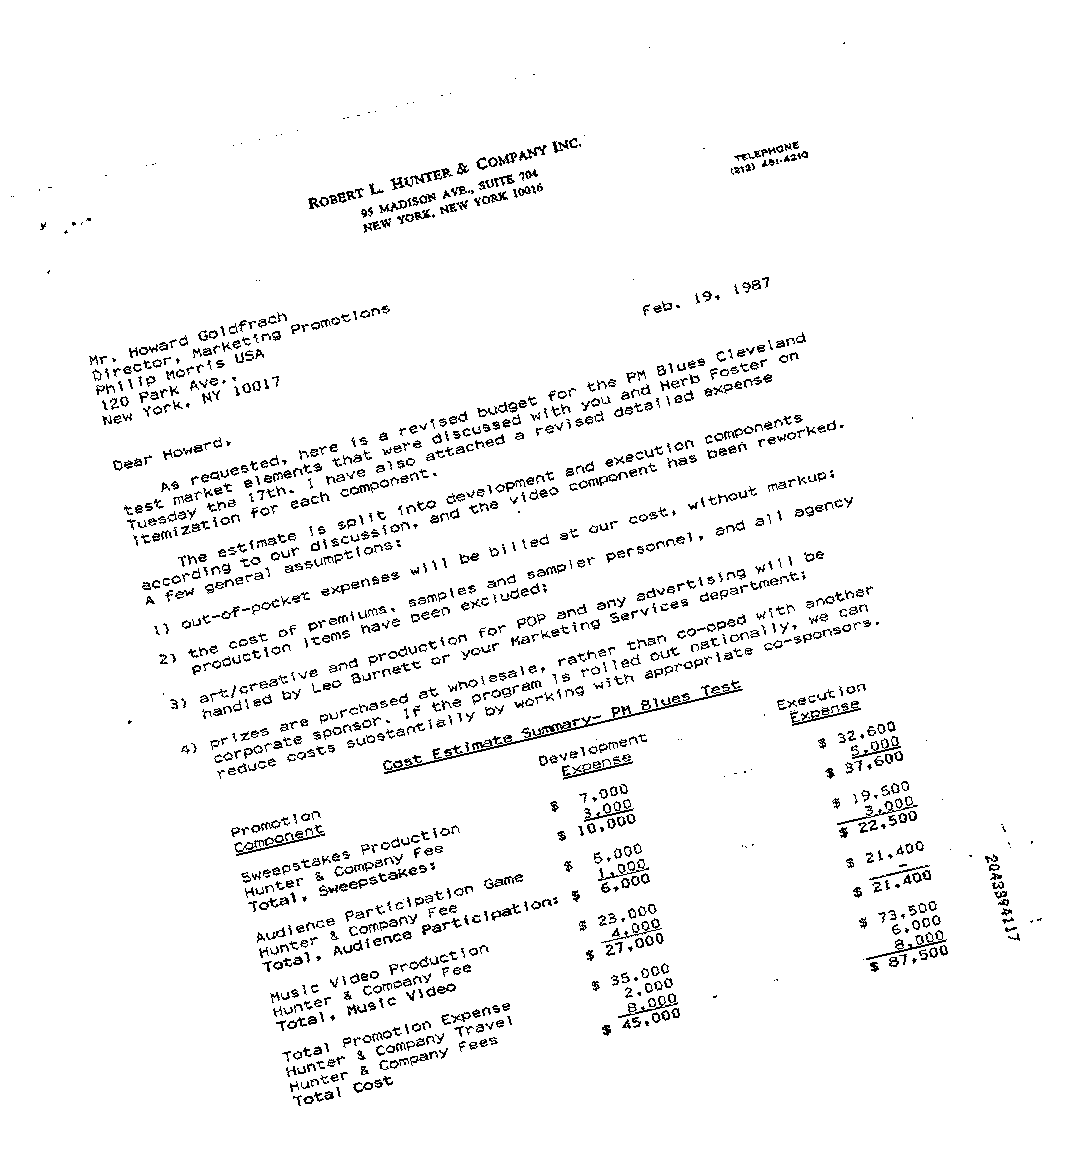 ROBERT L. HUNTER & COMPANY INC.
95 MADISON AVE., SUITE 704
NEW YORK, NEW YORK 10016
TELEPHONE
(212) 481-4210
Feb. 19, 1987
Mr. Howard Goldfrach
Director, Marketing Promotions
Philip Morris USA
120 Park Ave.,
New York, NY 10017
Dear Howard,
As requested, here is a revised budget for the PM Blues Cleveland
test market elements that were discussed with you and Herb Foster on
Tuesday the 17th. I have also attached a revised detailed expense
itemization for each component.
The estimate is split into development and execution components
according to our discussion, and the video component has been reworked.
A few general assumptions:
1) out-of-pocket expenses will be billed at our cost, without markup;
2) the cost of premiums, samples and sampler personnel, and all agency
production items have been excluded;
3) art/creative and production for POP and any advertising will be
handled by Leo Burnett or your Marketing Services department;
4) prizes are purchased at wholesale, rather than co-oped with another
corporate sponsor. If the program is rolled out nationally, we can
reduce costs substantially by working with appropriate co-sponsors.
Cost Estimate Summary- PM Blues Test
Promotion Development Execution
Component Expense Expense
Sweepstakes Production $ 7,000 $ 32,600
Hunter & Company Fee 3,000 5,000
Total, Sweepstakes: $ 10,000 $ 37,600
Audience Participation Game $ 5,000 $ 19,500
Hunter & Company Fee 1,000 3,000
Total, Audience Participation: $ 6,000 $ 22,500
Music Video Production $ 23,000 $ 21,400
Hunter & Company Fee 4,000 -
Total, Music Video $ 27,000 $ 21,400
Total Promotion Expense $ 35,000 $ 73,500
Hunter & Company Travel 2,000 6,000
Hunter & Company Fees 8,000 8,000
Total Cost $ 45,000 $ 87,500
2043394117